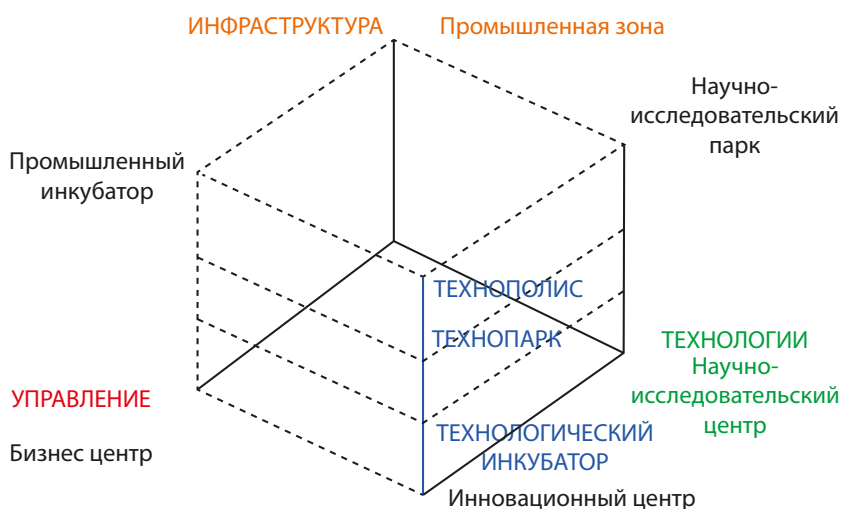 ИНФРАСТРУКТУРА
Промышленная зона
Научно-
исследовательский
парк
Промышленный
инкубатор
ТЕХНОПОЛИС
ТЕХНОПАРК
ТЕХНОЛОГИИ
Научно-
исследовательский
центр
УПРАВЛЕНИЕ
Бизнес центр
ТЕХНОЛОГИЧЕСКИЙ
ИНКУБАТОР
Инновационный центр